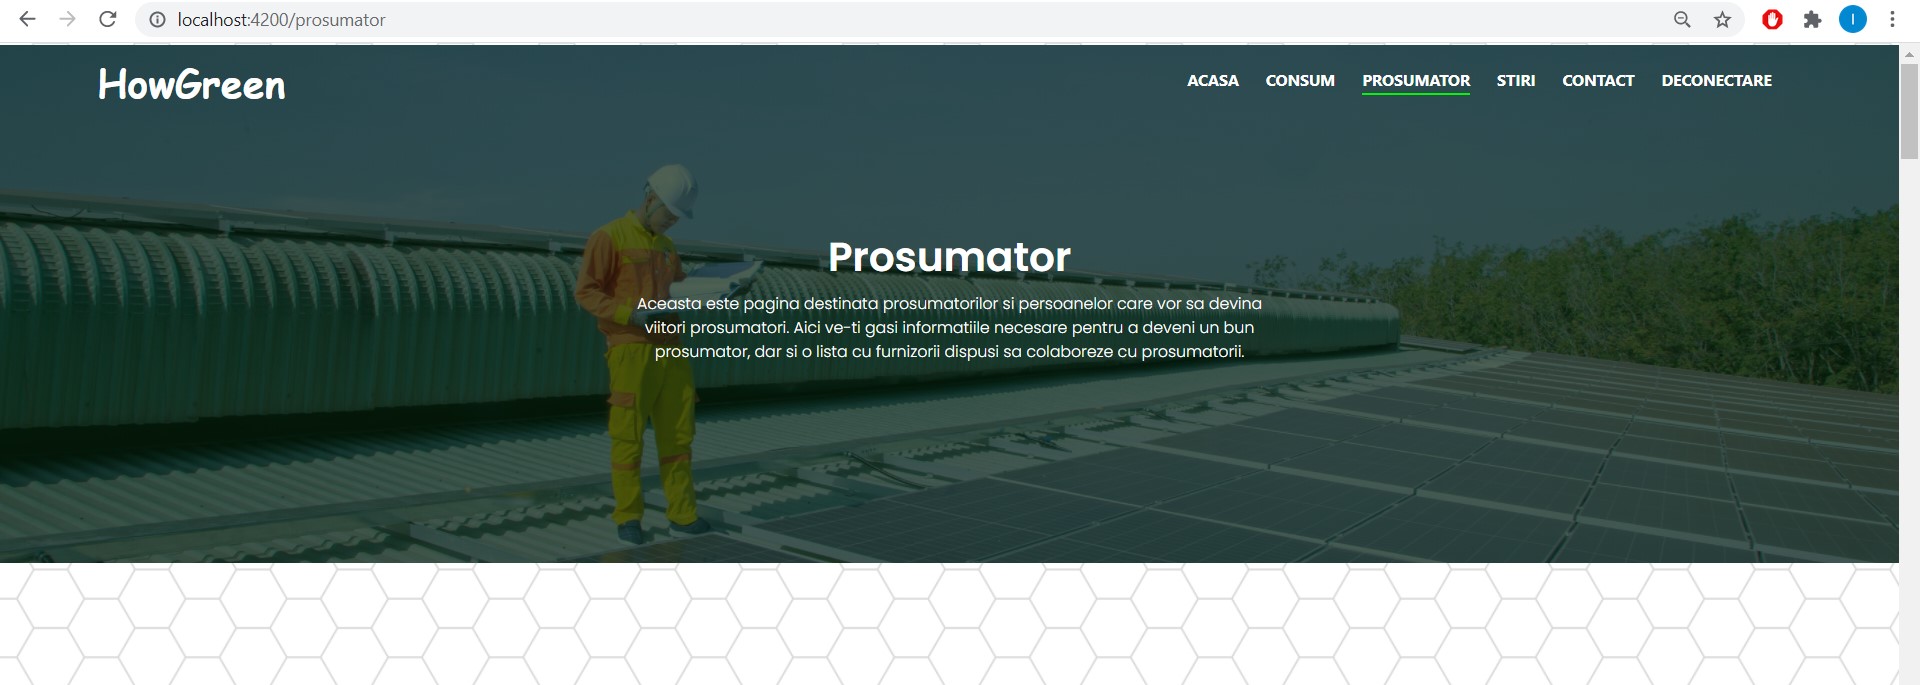 localhost:4200/prosumator
I
HowGreen
ACASA CONSUM PROSUMATOR STIRI CONTACT DECONECTARE
Prosumator
Aceasta este pagina destinata prosumatorilor si persoanelor care vor sa devina
viitori prosumatori. Aici ve-ti gasi informatiile necesare pentru a deveni un bun
prosumator, dar si o lista cu furnizorii dispusi sa colaboreze cu prosumatorii.